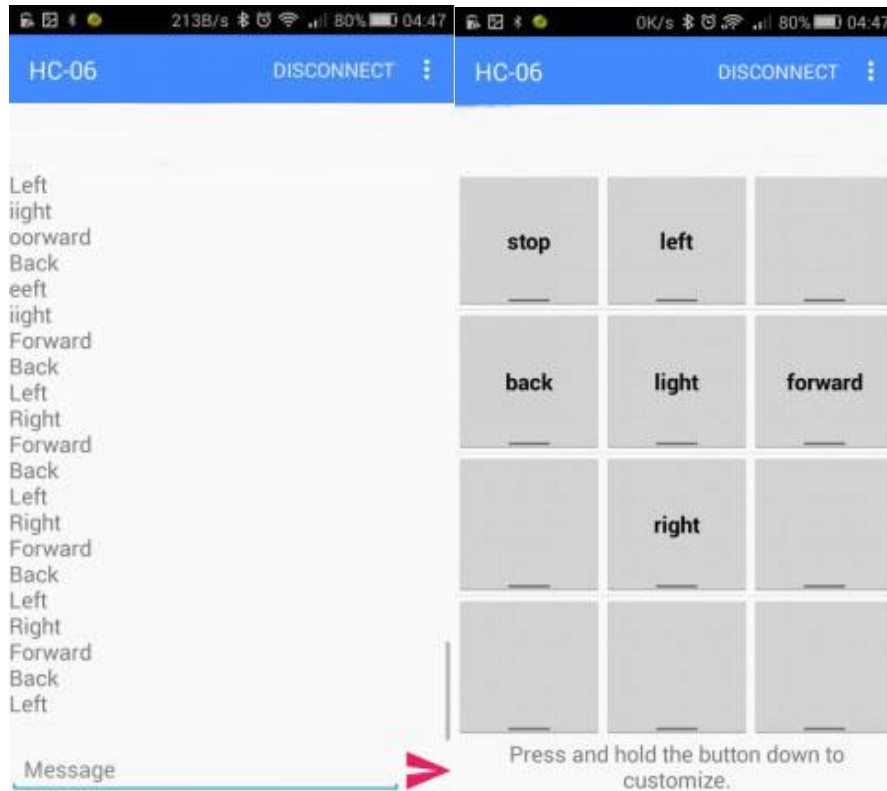 213B/s 80% 04:47
HC-06 DISCONNECT
Left
iight
oorward
Back
eeft
iight
Forward
Back
Left
Right
Forward
Back
Left
Right
Forward
Back
Left
Right
Forward
Back
Left
Message
0K/s 80% 04:47
HC-06 DISCONNECT
stop left
back light forward
right
Press and hold the button down to
customize.